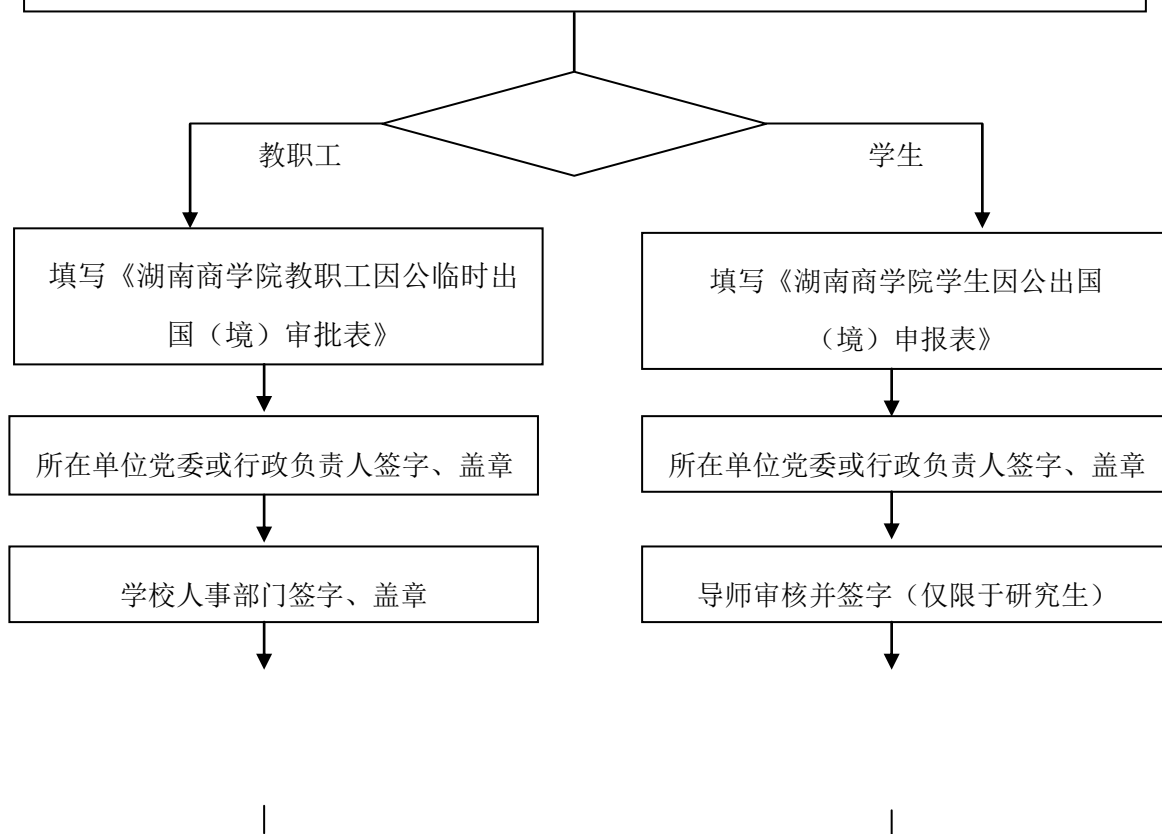 教职工
学生
填写《湖南商学院教职工因公临时出
国（境）审批表》
填写《湖南商学院学生因公出国
（境）申报表》
所在单位党委或行政负责人签字、盖章
所在单位党委或行政负责人签字、盖章
学校人事部门签字、盖章
导师审核并签字（仅限于研究生）